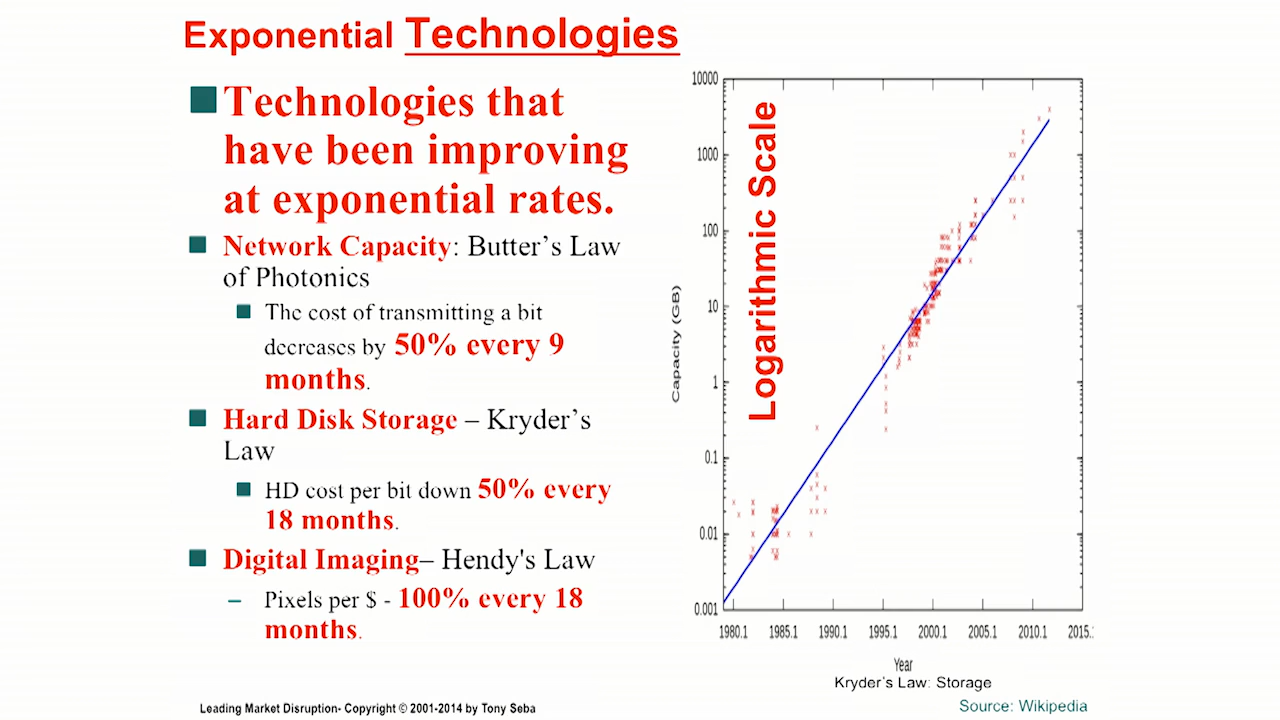 Exponential Technologies
Technologies that
have been improving
at exponential rates.
Network Capacity: Butter’s Law
of Photonics
The cost of transmitting a bit
decreases by 50% every 9
months.
Hard Disk Storage – Kryder’s
Law
HD cost per bit down 50% every
18 months.
Digital Imaging– Hendy's Law
– Pixels per $ - 100% every 18
months.
Leading Market Disruption- Copyright © 2001-2014 by Tony Seba
Logarithmic Scale
Capacity (GB)
10000
1000
100
10
1
0.1
0.01
0.001
1980.1 1985.1 1990.1 1995.1 2000.1 2005.1 2010.1 2015.
Year
Kryder’s Law: Storage
Source: Wikipedia